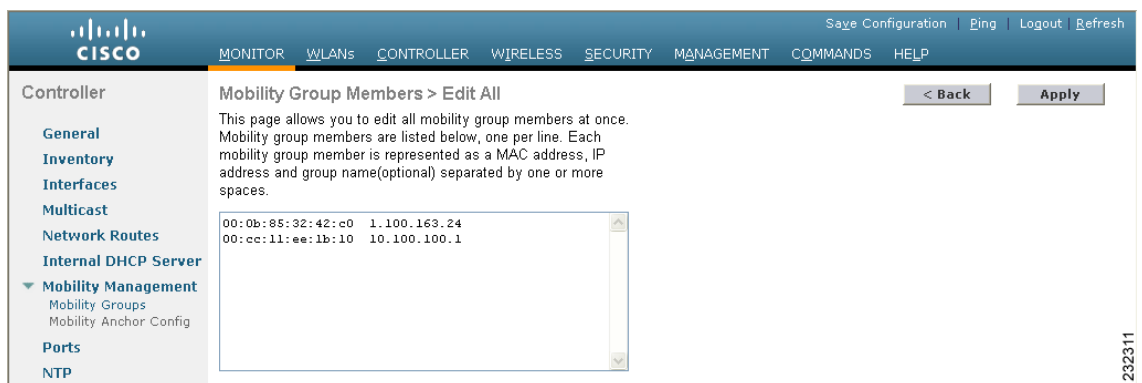 Save Configuration | Ping | Logout | Refresh
CISCO
MONITOR WLANs CONTROLLER WIRELESS SECURITY MANAGEMENT COMMANDS HELP
Controller
General
Inventory
Interfaces
Multicast
Network Routes
Internal DHCP Server
Mobility Management
Mobility Groups
Mobility Anchor Config
Ports
NTP
Mobility Group Members > Edit All
< Back
Apply
This page allows you to edit all mobility group members at once.
Mobility group members are listed below, one per line. Each
mobility group member is represented as a MAC address, IP
address and group name(optional) separated by one or more
spaces.
00:0b:85:32:42:c0 1.100.163.24
00:cc:11:ee:1b:10 10.100.100.1
232311